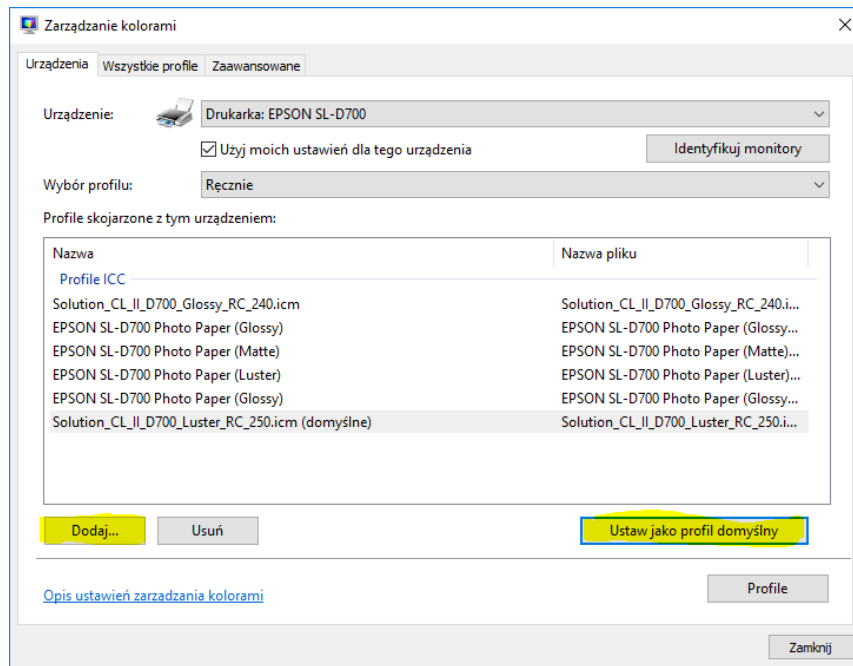 Zarządzanie kolorami
Urządzenia Wszystkie profile Zaawansowane
Urządzenie: Drukarka: EPSON SL-D700
Użyj moich ustawień dla tego urządzenia Identyfikuj monitory
Wybór profilu: Ręcznie
Profile skojarzone z tym urządzeniem:
Nazwa Nazwa pliku
Profile ICC
Solution_CL_II_D700_Glossy_RC_240.icm Solution_CL_II_D700_Glossy_RC_240.i...
EPSON SL-D700 Photo Paper (Glossy) EPSON SL-D700 Photo Paper (Glossy...
EPSON SL-D700 Photo Paper (Matte) EPSON SL-D700 Photo Paper (Matte)...
EPSON SL-D700 Photo Paper (Luster) EPSON SL-D700 Photo Paper (Luster)...
EPSON SL-D700 Photo Paper (Glossy) EPSON SL-D700 Photo Paper (Glossy...
Solution_CL_II_D700_Luster_RC_250.icm (domyślne) Solution_CL_II_D700_Luster_RC_250.i...
Dodaj... Usuń Ustaw jako profil domyślny
Opis ustawień zarządzania kolorami Profile
Zamknij